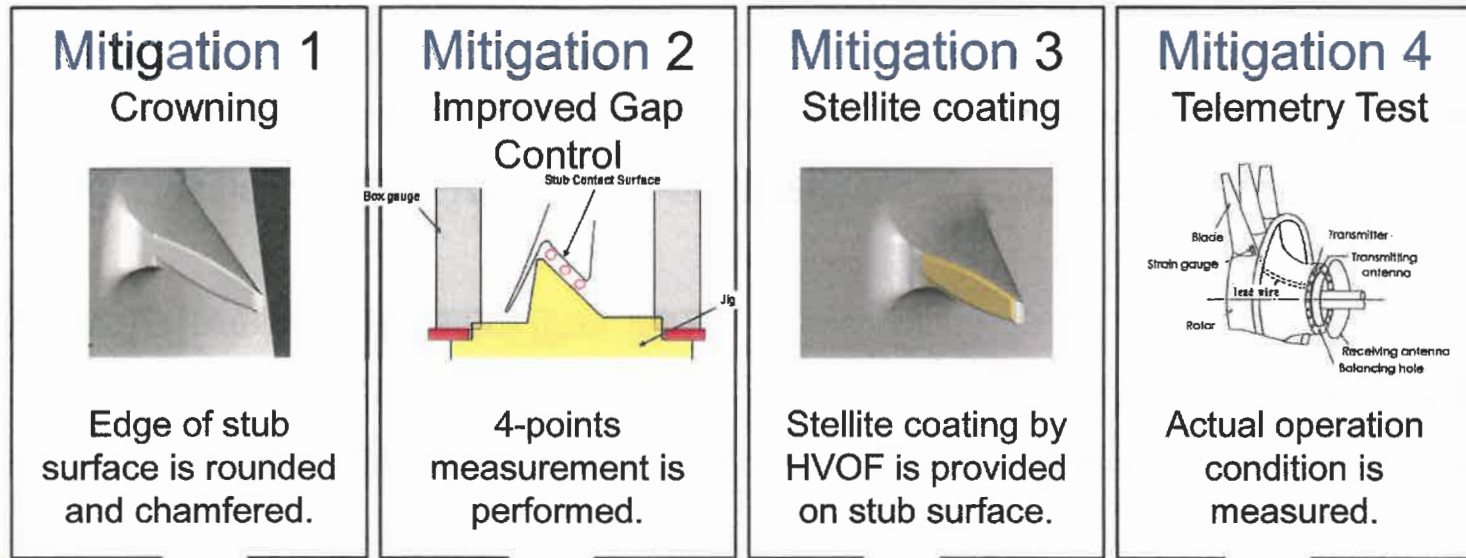 Mitigation 1
Crowning
Edge of stub
surface is rounded
and chamfered.
Mitigation 2
Improved Gap
Control
Stub Contact Surface
Box gauge
Jig
4-points
measurement is
performed.
Mitigation 3
Stellite coating
Stellite coating by
HVOF is provided
on stub surface.
Mitigation 4
Telemetry Test
Blade
Transmitter
Strain gauge
Transmitting
antenna
lead wire
Rotor
Receiving antenna
Balancing hole
Actual operation
condition is
measured.